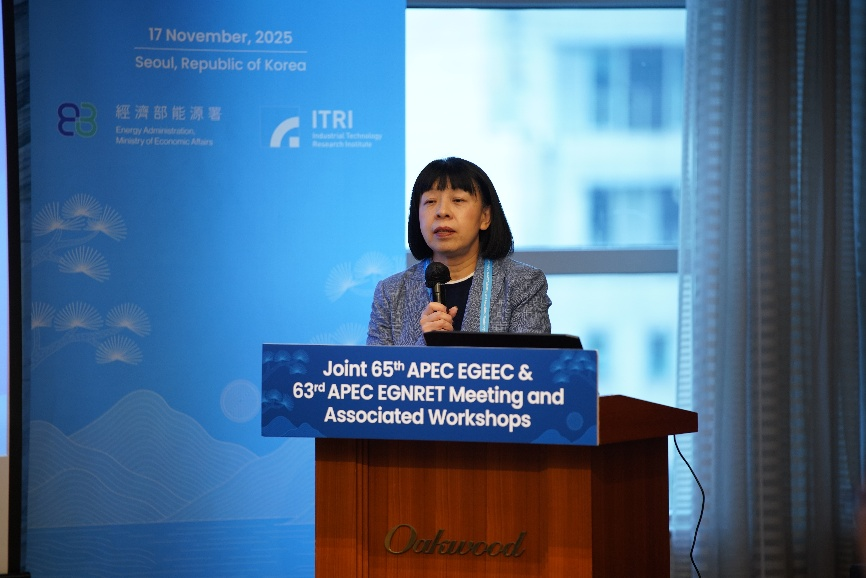 17 November, 2025
Seoul, Republic of Korea
經濟部能源署
Energy Administration,
Ministry of Economic Affairs
ITRI
Industrial Technology
Research Institute
Joint 65th APEC EGEEC &
63rd APEC EGNRET Meeting and
Associated Workshops
Oakwood